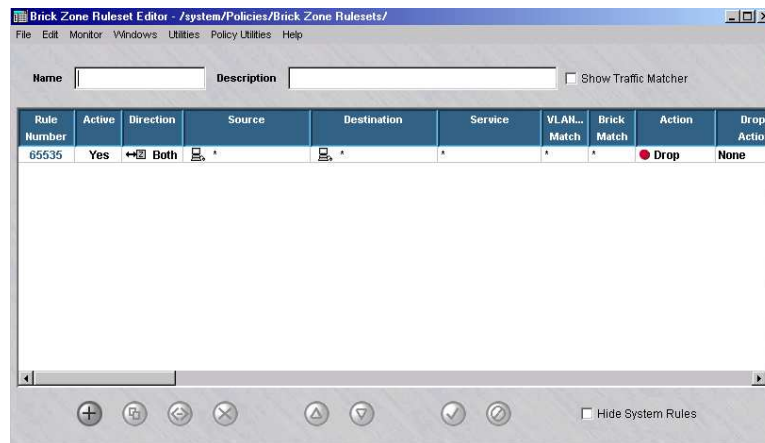 Brick Zone Ruleset Editor - /system/Policies/Brick Zone Rulesets/
File Edit Monitor Windows Utilities Policy Utilities Help
Name Description Show Traffic Matcher
Rule Number Active Direction Source Destination Service VLAN... Match Brick Match Action Drop Actio
65535 Yes Both * * * * * Drop None
Hide System Rules